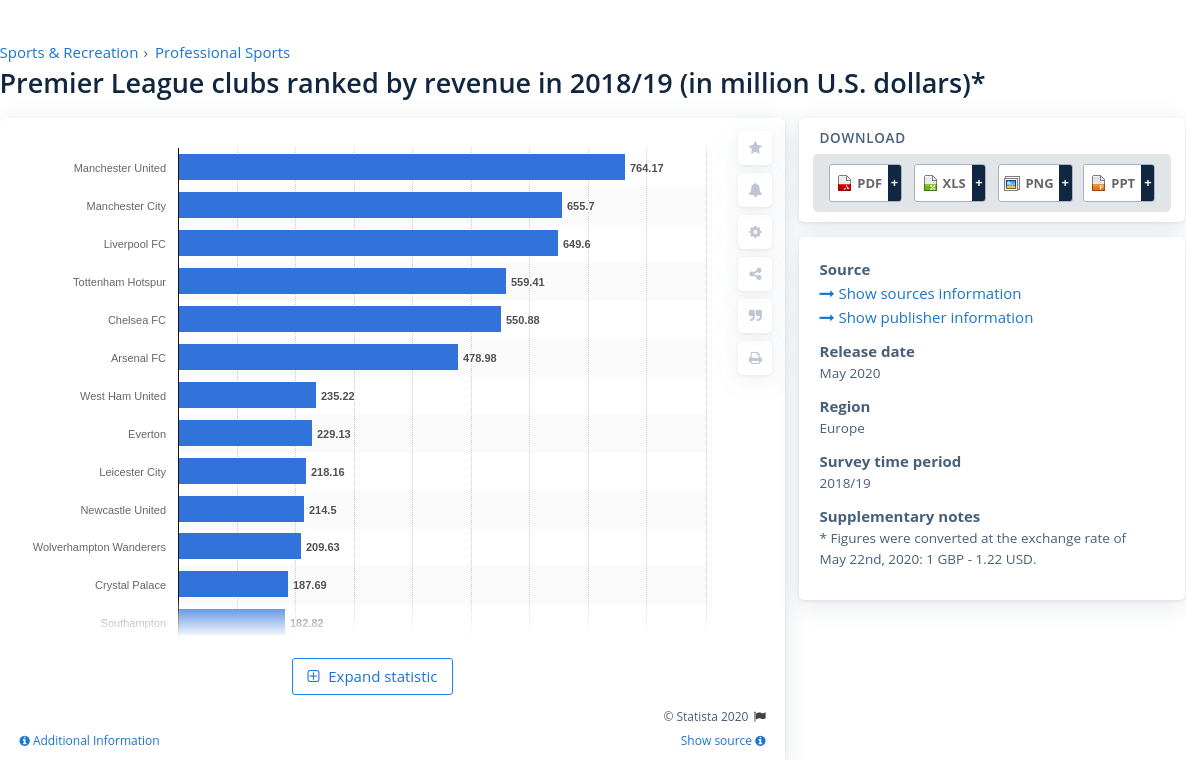 Sports & Recreation › Professional Sports
Premier League clubs ranked by revenue in 2018/19 (in million U.S. dollars)*
Manchester United 764.17
Manchester City 655.7
Liverpool FC 649.6
Tottenham Hotspur 559.41
Chelsea FC 550.88
Arsenal FC 478.98
West Ham United 235.22
Everton 229.13
Leicester City 218.16
Newcastle United 214.5
Wolverhampton Wanderers 209.63
Crystal Palace 187.69
Southampton 182.82
Expand statistic
© Statista 2020
Additional Information
Show source
DOWNLOAD
PDF + XLS + PNG + PPT +
Source
Show sources information
Show publisher information
Release date
May 2020
Region
Europe
Survey time period
2018/19
Supplementary notes
* Figures were converted at the exchange rate of
May 22nd, 2020: 1 GBP - 1.22 USD.